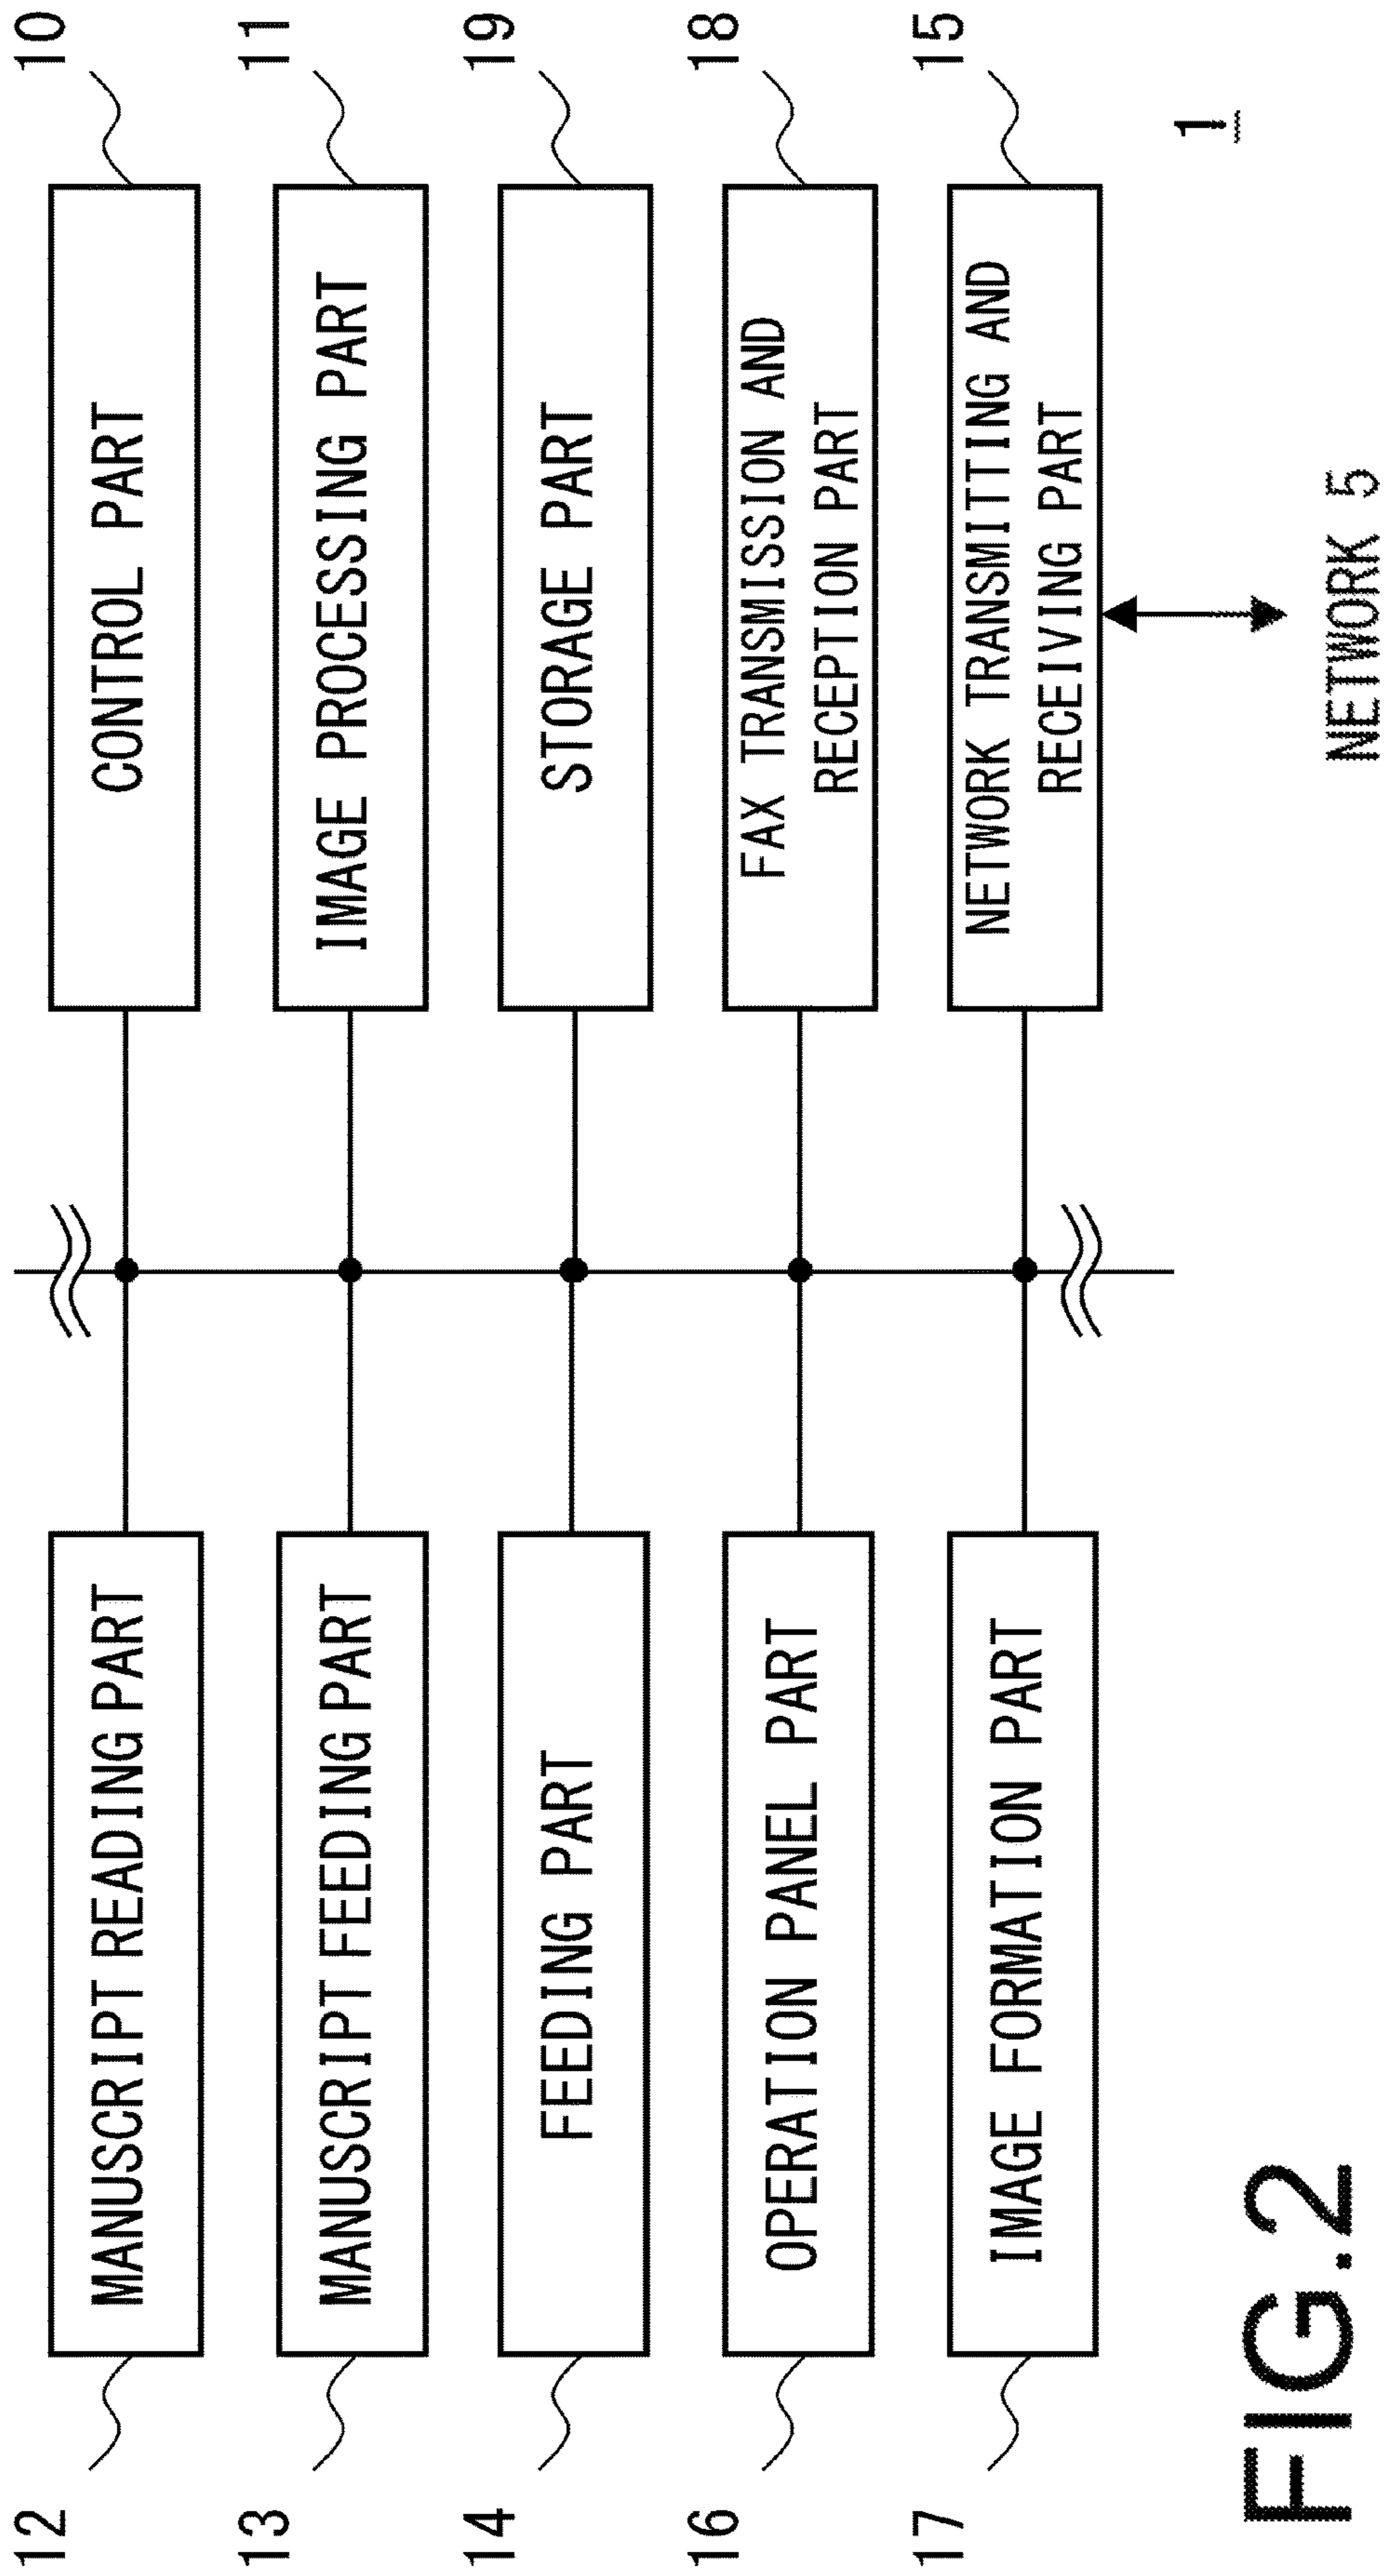 12
MANUSCRIPT READING PART
CONTROL PART
10
13
MANUSCRIPT FEEDING PART
IMAGE PROCESSING PART
11
14
FEEDING PART
STORAGE PART
19
16
OPERATION PANEL PART
FAX TRANSMISSION AND
RECEPTION PART
18
17
IMAGE FORMATION PART
NETWORK TRANSMITTING AND
RECEIVING PART
15
1
NETWORK 5
FIG.2